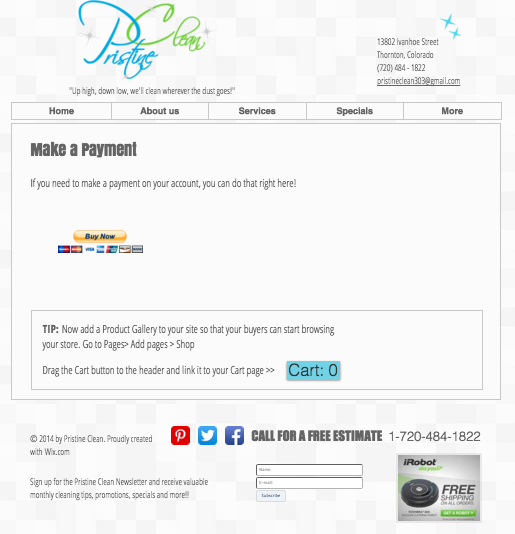 Pristine Clean
"Up high, down low, we'll clean wherever the dust goes!"
13802 Ivanhoe Street
Thornton, Colorado
(720) 484 - 1822
pristineclean303@gmail.com
Home
About us
Services
Specials
More
Make a Payment
If you need to make a payment on your account, you can do that right here!
Buy Now
VISA
TIP: Now add a Product Gallery to your site so that your buyers can start browsing
your store. Go to Pages> Add pages > Shop
Drag the Cart button to the header and link it to your Cart page >>
Cart: 0
© 2014 by Pristine Clean. Proudly created
with Wix.com
CALL FOR A FREE ESTIMATE 1-720-484-1822
Sign up for the Pristine Clean Newsletter and receive valuable
monthly cleaning tips, promotions, specials and more!!!
Name
E-mail
Subscribe
iRobot
do you?
FREE
SHIPPING
ON ALL ORDERS.
GET A ROBOT